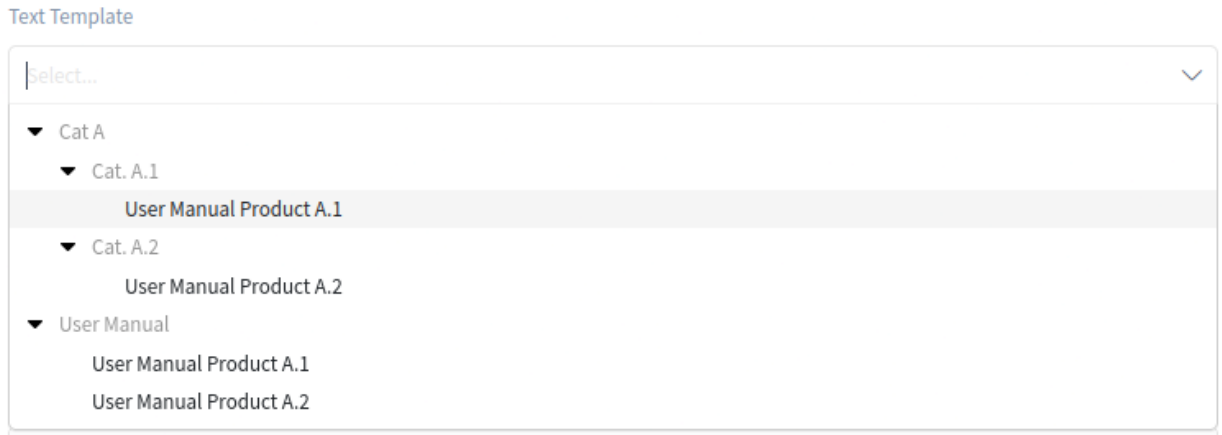 Text Template
Select...
Cat A
Cat. A.1
User Manual Product A.1
Cat. A.2
User Manual Product A.2
User Manual
User Manual Product A.1
User Manual Product A.2